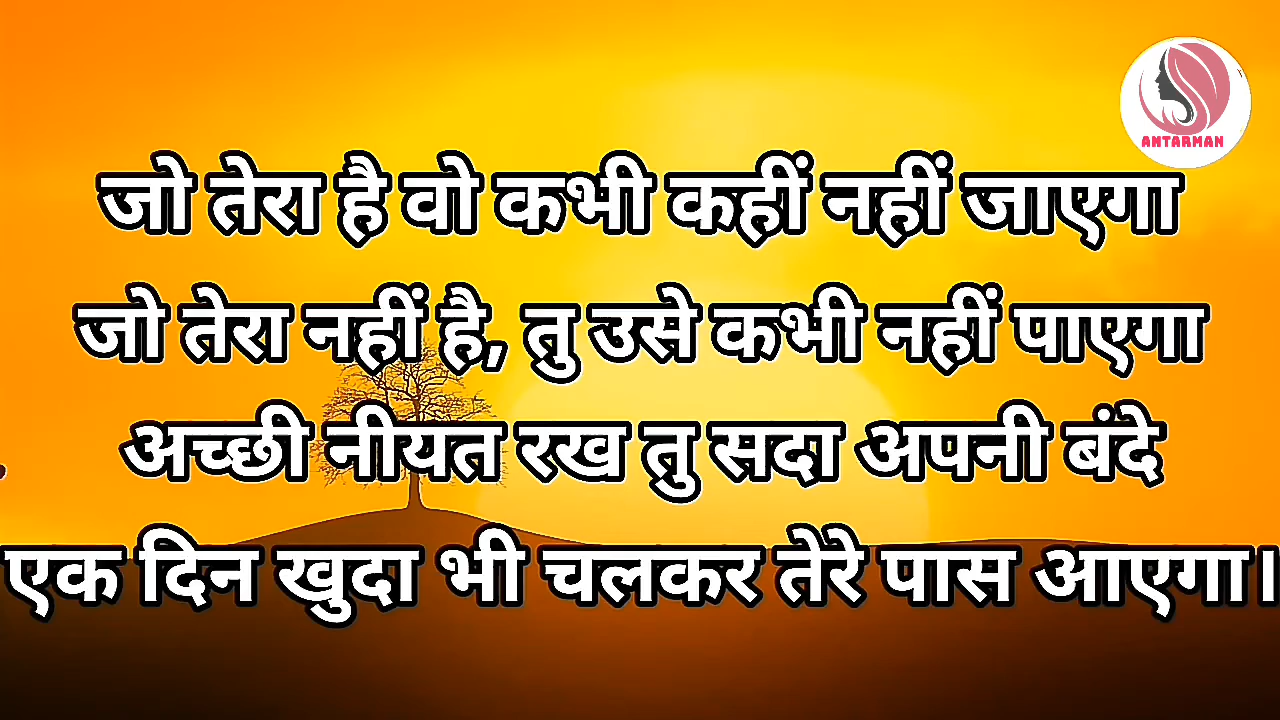 ANTARMAN
जो तेरा है वो कभी कहीं नहीं जाएगा
जो तेरा नहीं है, तु उसे कभी नहीं पाएगा
अच्छी नीयत रख तु सदा अपनी बंदे
एक दिन खुदा भी चलकर तेरे पास आएगा।